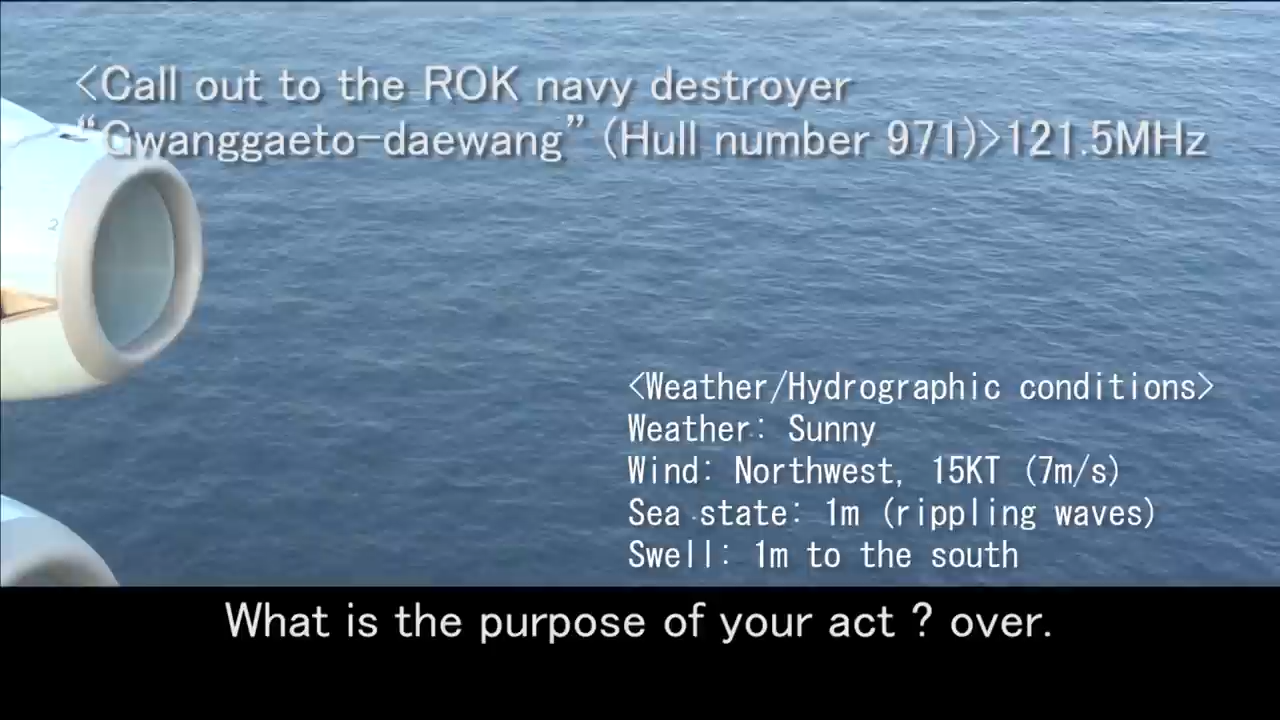 <Call out to the ROK navy destroyer
“Gwanggaeto-daewang” (Hull number 971)>121.5MHz
2
<Weather/Hydrographic conditions>
Weather: Sunny
Wind: Northwest, 15KT (7m/s)
Sea state: 1m (rippling waves)
Swell: 1m to the south
What is the purpose of your act ? over.